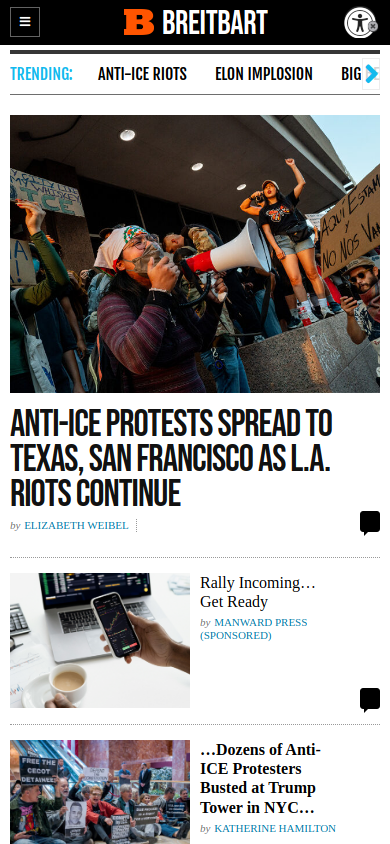 BREITBART
TRENDING:
ANTI-ICE RIOTS
ELON IMPLOSION
BIG
ICE
AQUÍ ESTAMOS
Y NO NOS VAMOS
ANTI-ICE PROTESTS SPREAD TO
TEXAS, SAN FRANCISCO AS L.A.
RIOTS CONTINUE
by ELIZABETH WEIBEL
Rally Incoming…
Get Ready
by MANWARD PRESS
(SPONSORED)
…Dozens of Anti-
ICE Protesters
Busted at Trump
Tower in NYC…
by KATHERINE HAMILTON
FREE THE
CECOT
DETAINEES